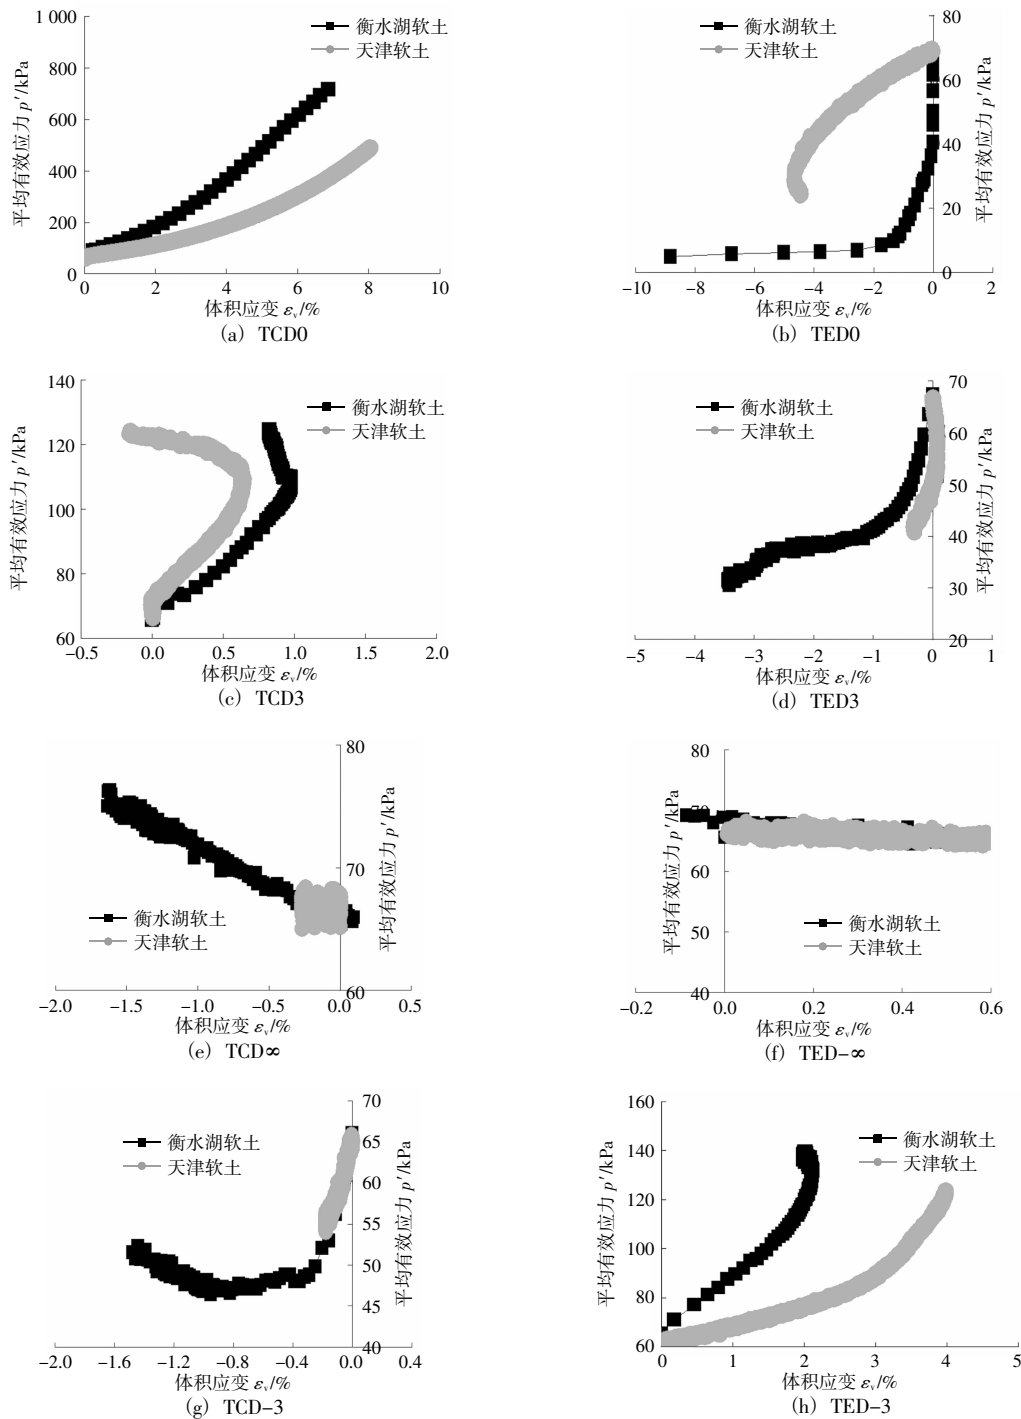 1 000
800
600
400
200
0
平均有效应力 p′/kPa
衡水湖软土
天津软土
0 2 4 6 8 10
体积应变 εv/%
(a) TCD0
衡水湖软土
天津软土
80
60
40
20
0
平均有效应力 p′/kPa
−10 −8 −6 −4 −2 0 2
体积应变 εv/%
(b) TED0
140
120
100
80
60
平均有效应力 p′/kPa
衡水湖软土
天津软土
−0.5 0.0 0.5 1.0 1.5 2.0
体积应变 εv/%
(c) TCD3
衡水湖软土
天津软土
70
60
50
40
30
20
平均有效应力 p′/kPa
−5 −4 −3 −2 −1 0 1
体积应变 εv/%
(d) TED3
80
70
60
平均有效应力 p′/kPa
衡水湖软土
天津软土
−2.0 −1.5 −1.0 −0.5 0.0 0.5
体积应变 εv/%
(e) TCD∞
80
70
60
50
40
平均有效应力 p′/kPa
衡水湖软土
天津软土
−0.2 0.0 0.2 0.4 0.6
体积应变 εv/%
(f) TED−∞
衡水湖软土
天津软土
70
65
60
55
50
45
40
平均有效应力 p′/kPa
−2.0 −1.6 −1.2 −0.8 −0.4 0.0 0.4
体积应变 εv/%
(g) TCD−3
160
140
120
100
80
60
平均有效应力 p′/kPa
衡水湖软土
天津软土
0 1 2 3 4 5
体积应变 εv/%
(h) TED−3